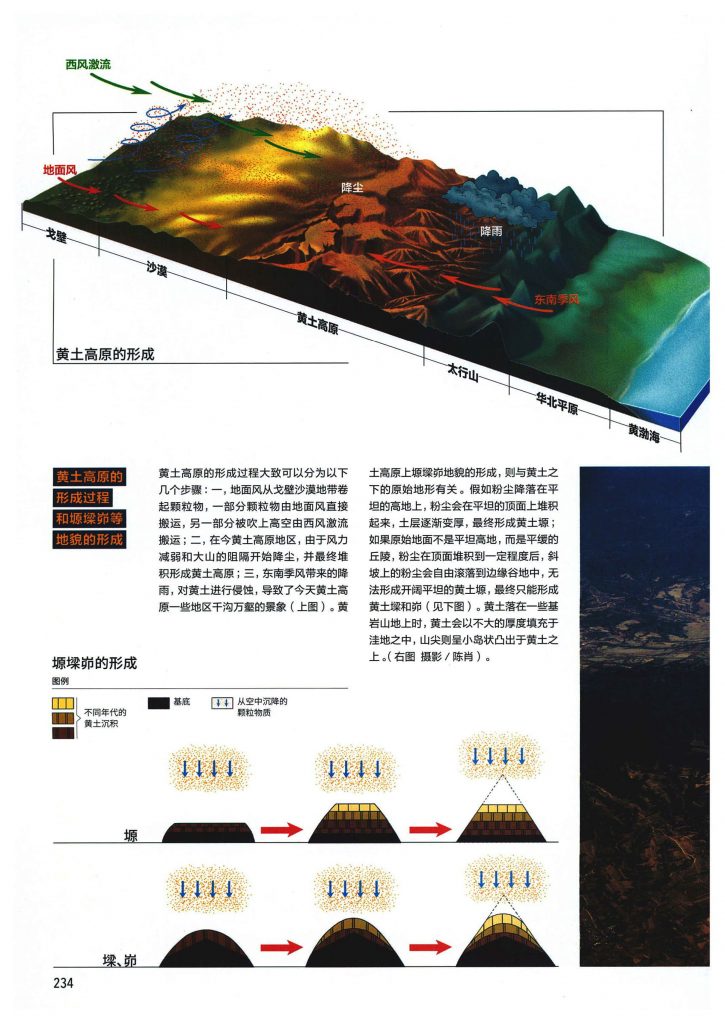 西风激流
地面风
降尘
降雨
东南季风
戈壁
沙漠
黄土高原
太行山
华北平原
黄渤海
黄土高原的形成
黄土高原的
形成过程
和塬墚峁等
地貌的形成
黄土高原的形成过程大致可以分为以下
几个步骤：一，地面风从戈壁沙漠地带卷
起颗粒物，一部分颗粒物由地面风直接
搬运，另一部分被吹上高空由西风激流
搬运；二，在今黄土高原地区，由于风力
减弱和大山的阻隔开始降尘，并最终堆
积形成黄土高原；三，东南季风带来的降
雨，对黄土进行侵蚀，导致了今天黄土高
原一些地区千沟万壑的景象（上图）。黄
土高原上塬墚峁地貌的形成，则与黄土之
下的原始地形有关。假如粉尘降落在平
坦的高地上，粉尘会在平坦的顶面上堆积
起来，土层逐渐变厚，最终形成黄土塬；
如果原始地面不是平坦高地，而是平缓的
丘陵，粉尘在顶面堆积到一定程度后，斜
坡上的粉尘会自由滚落到边缘谷地中，无
法形成开阔平坦的黄土塬，最终只能形成
黄土墚和峁（见下图）。黄土落在一些基
岩山地上时，黄土会以不大的厚度填充于
洼地之中，山尖则呈小岛状凸出于黄土之
上。（右图 摄影/陈肖）。
塬墚峁的形成
图例
不同年代的
黄土沉积
基底
从空中沉降的
颗粒物质
塬
墚、峁
234